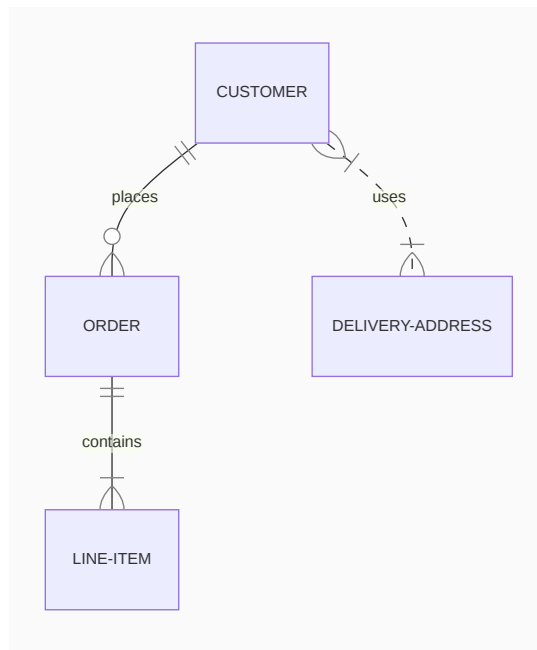 CUSTOMER
places
uses
ORDER
DELIVERY-ADDRESS
contains
LINE-ITEM